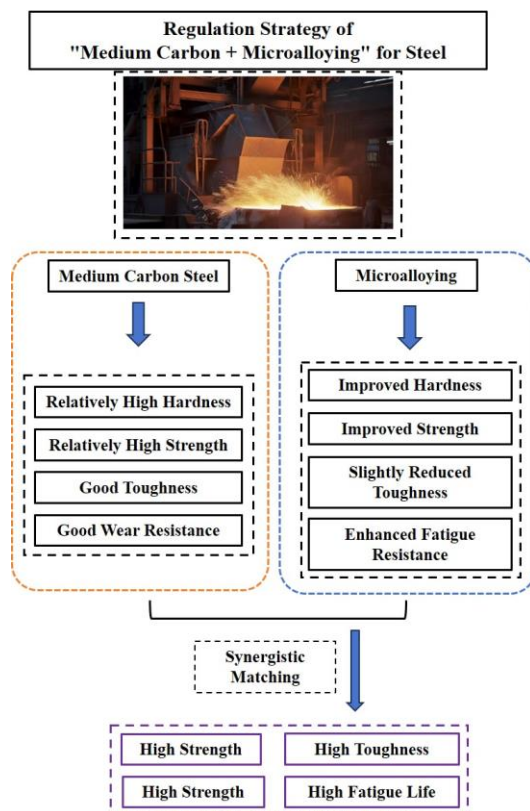 Regulation Strategy of
"Medium Carbon + Microalloying" for Steel
Medium Carbon Steel
Relatively High Hardness
Relatively High Strength
Good Toughness
Good Wear Resistance
Microalloying
Improved Hardness
Improved Strength
Slightly Reduced
Toughness
Enhanced Fatigue
Resistance
Synergistic
Matching
High Strength
High Toughness
High Strength
High Fatigue Life